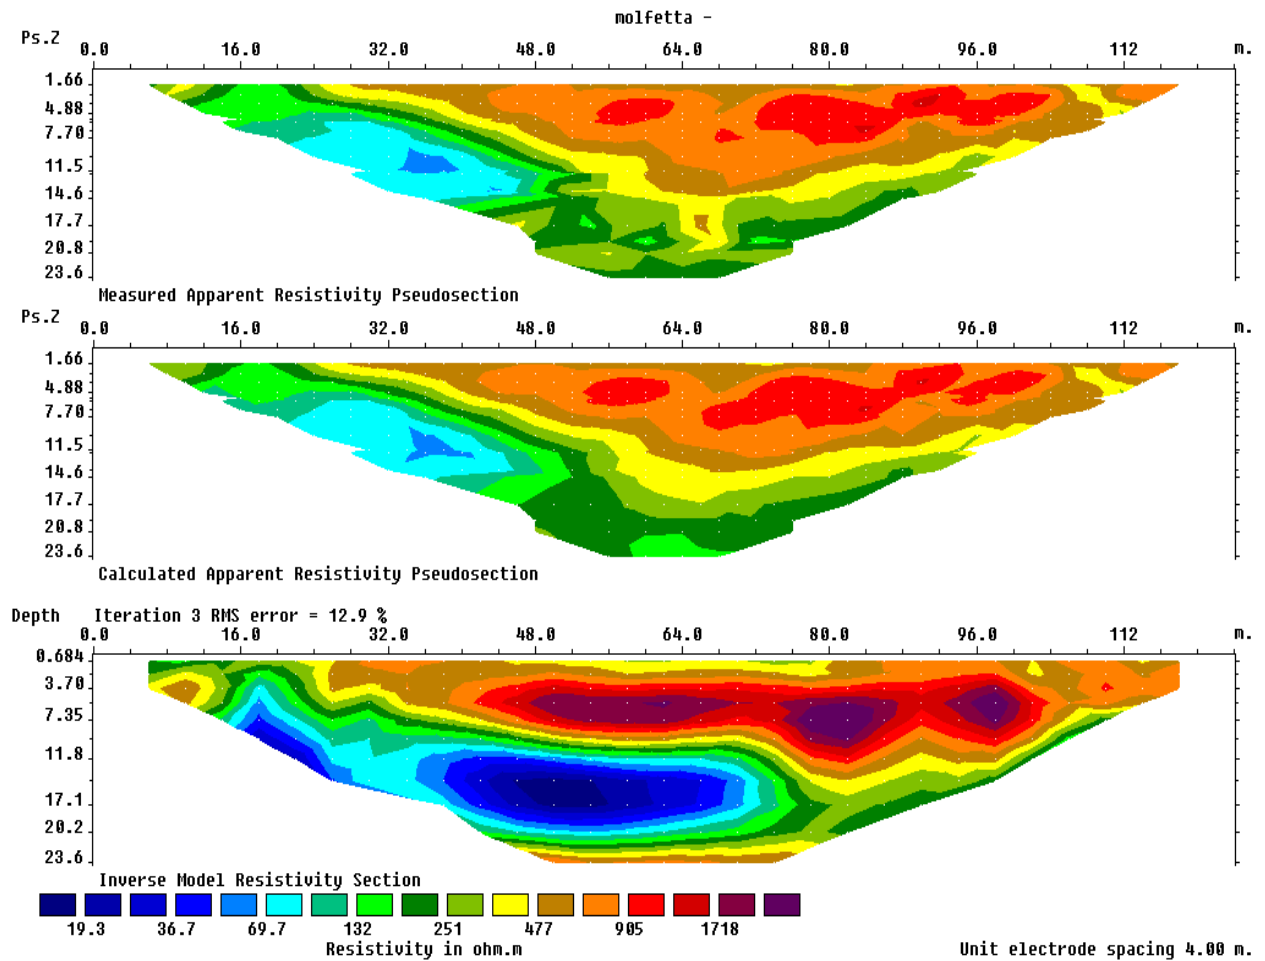 molfetta -
Ps.Z 0.0 16.0 32.0 48.0 64.0 80.0 96.0 112 m.
1.66
4.88
7.70
11.5
14.6
17.7
20.8
23.6
Measured Apparent Resistivity Pseudosection
Ps.Z 0.0 16.0 32.0 48.0 64.0 80.0 96.0 112 m.
1.66
4.88
7.70
11.5
14.6
17.7
20.8
23.6
Calculated Apparent Resistivity Pseudosection
Depth Iteration 3 RMS error = 12.9 %
0.0 16.0 32.0 48.0 64.0 80.0 96.0 112 m.
0.684
3.70
7.35
11.8
17.1
20.2
23.6
Inverse Model Resistivity Section
19.3 36.7 69.7 132 251 477 905 1718
Resistivity in ohm.m
Unit electrode spacing 4.00 m.